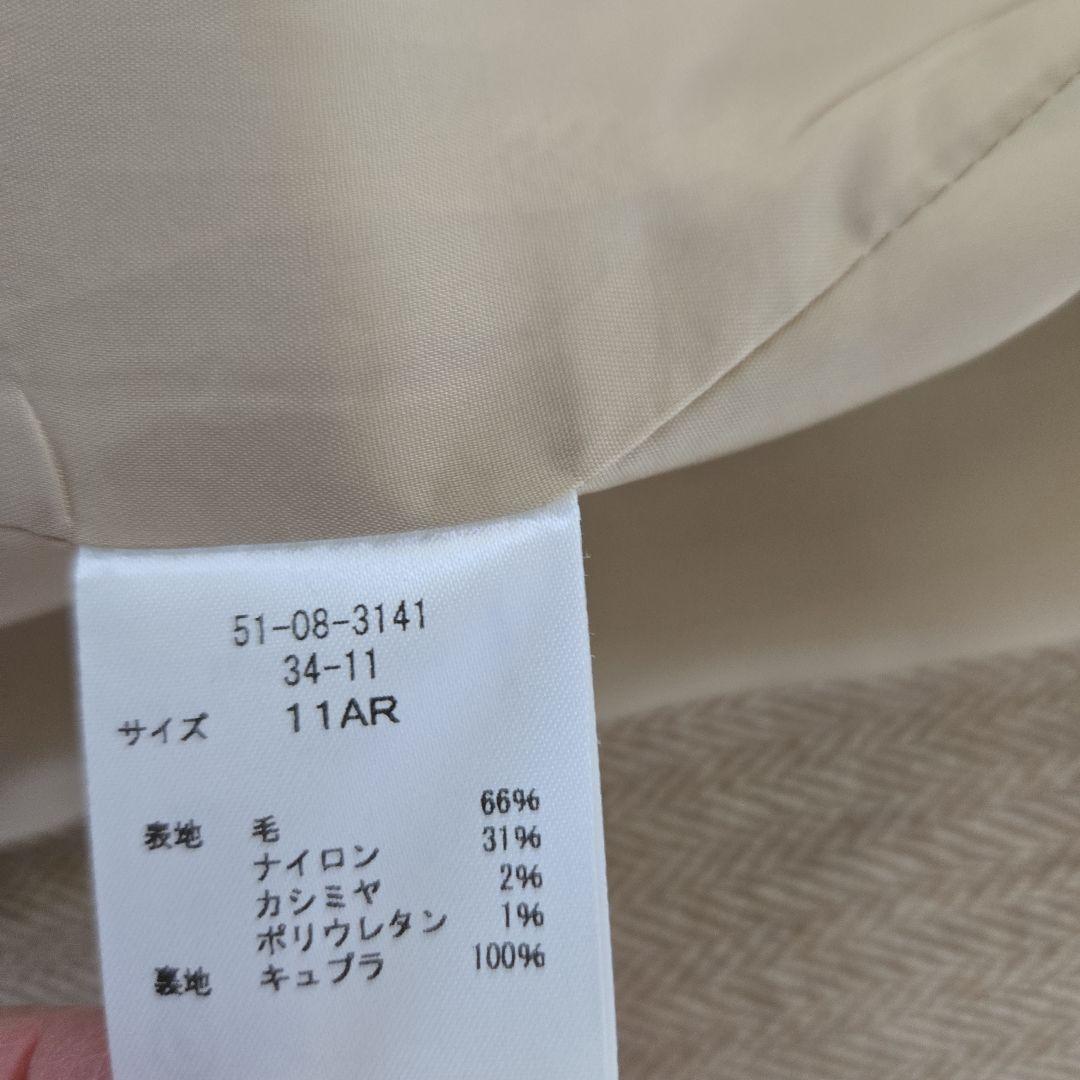 51-08-3141
34-11
サイズ 11AR
表地 毛 66%
ナイロン 31%
カシミヤ 2%
ポリウレタン 1%
裏地 キュプラ 100%